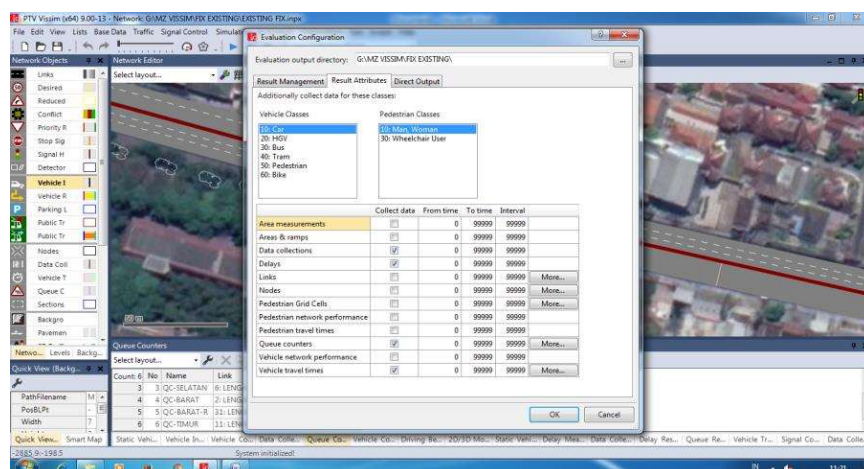 PTV Vissim (x64) 9.00-13 - Network: G:\MZ VISSIM\FIX EXISTING\EXISTING FIX.inpx
File Edit View Lists Base Data Traffic Signal Control Simulat
Network Objects
Network Editor
Select layout...
Links
Desired
Reduced
Conflict
Priority R
Stop Sig
Signal H
Detector
Vehicle I
Vehicle R
Parking L
Public Tr
Public Tr
Nodes
Data Coll
Vehicle T
Queue C
Sections
Backgro
Pavemen
Netwo... Levels Backg...
Quick View (Backg...
PathFilename M
PosBLPt -
Width 7
Quick View... Smart Map
Evaluation Configuration
Evaluation output directory: G:\MZ VISSIM\FIX EXISTING\
...
Result Management Result Attributes Direct Output
Additionally collect data for these classes:
Vehicle Classes Pedestrian Classes
10: Car 10: Man, Woman
20: HGV 30: Wheelchair User
30: Bus
40: Tram
50: Pedestrian
60: Bike
Collect data From time To time Interval
Area measurements 0 99999 99999
Areas & ramps 0 99999 99999
Data collections 0 99999 99999
Delays 0 99999 99999
Links 0 99999 99999 More...
Nodes 0 99999 99999 More...
Pedestrian Grid Cells 0 99999 99999 More...
Pedestrian network performance 0 99999 99999
Pedestrian travel times 0 99999 99999
Queue counters 0 99999 99999 More...
Vehicle network performance 0 99999 99999
Vehicle travel times 0 99999 99999 More...
OK Cancel
Queue Counters
Select layout...
Count: 6 No Name Link
3 3 QC-SELATAN 6: LENG
4 4 QC-BARAT 2: LENG
5 5 QC-BARAT-R 31: LEN
6 6 QC-TIMUR 11: LEN
Static Vehi... Vehicle In... Vehicle Co... Data Colle... Queue Co... Vehicle Co... Driving Be... 2D/3D Mo... Static Vehi... Delay Mea... Data Colle... Delay Res... Queue Re... Vehicle Tr... Signal Co... Data Colle
-2885.9:-198.5 System initialized!
IN 11:21